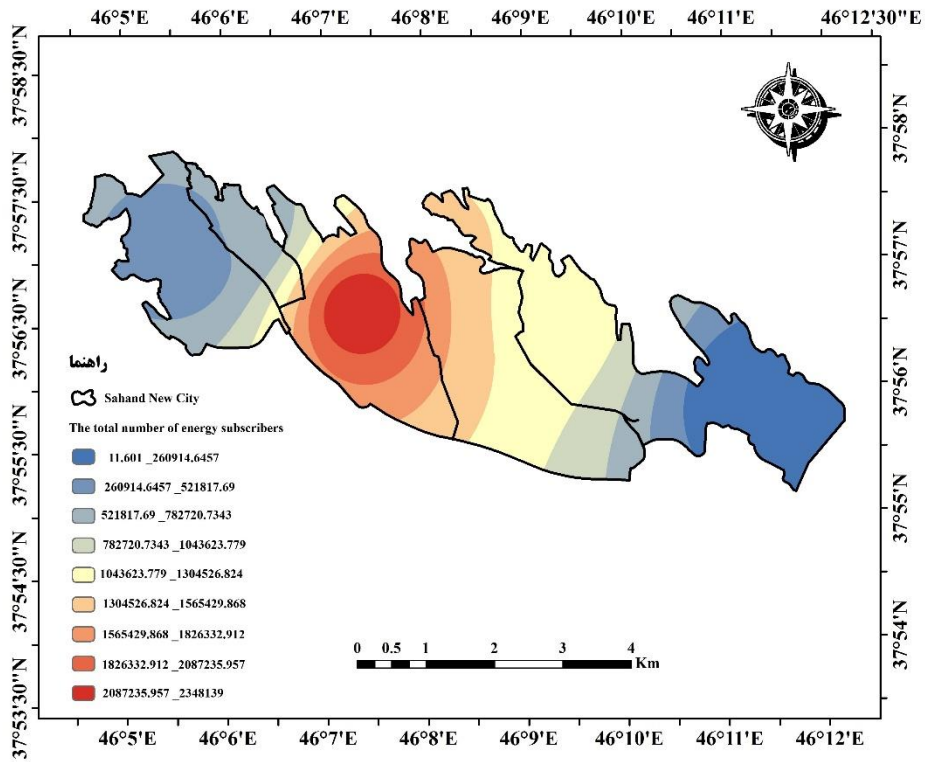 46°5'E 46°6'E 46°7'E 46°8'E 46°9'E 46°10'E 46°11'E 46°12'30"E
37°58'30"N
37°57'30"N
37°56'30"N
37°55'30"N
37°54'30"N
37°53'30"N
37°58'N
37°57'N
37°56'N
37°55'N
37°54'N
راهنما
Sahand New City
The total number of energy subscribers
11.601 _260914.6457
260914.6457 _521817.69
521817.69 _782720.7343
782720.7343 _1043623.779
1043623.779 _1304526.824
1304526.824 _1565429.868
1565429.868 _1826332.912
1826332.912 _2087235.957
2087235.957 _2348139
0 0.5 1 2 3 4
Km
46°5'E 46°6'E 46°7'E 46°8'E 46°9'E 46°10'E 46°11'E 46°12'E